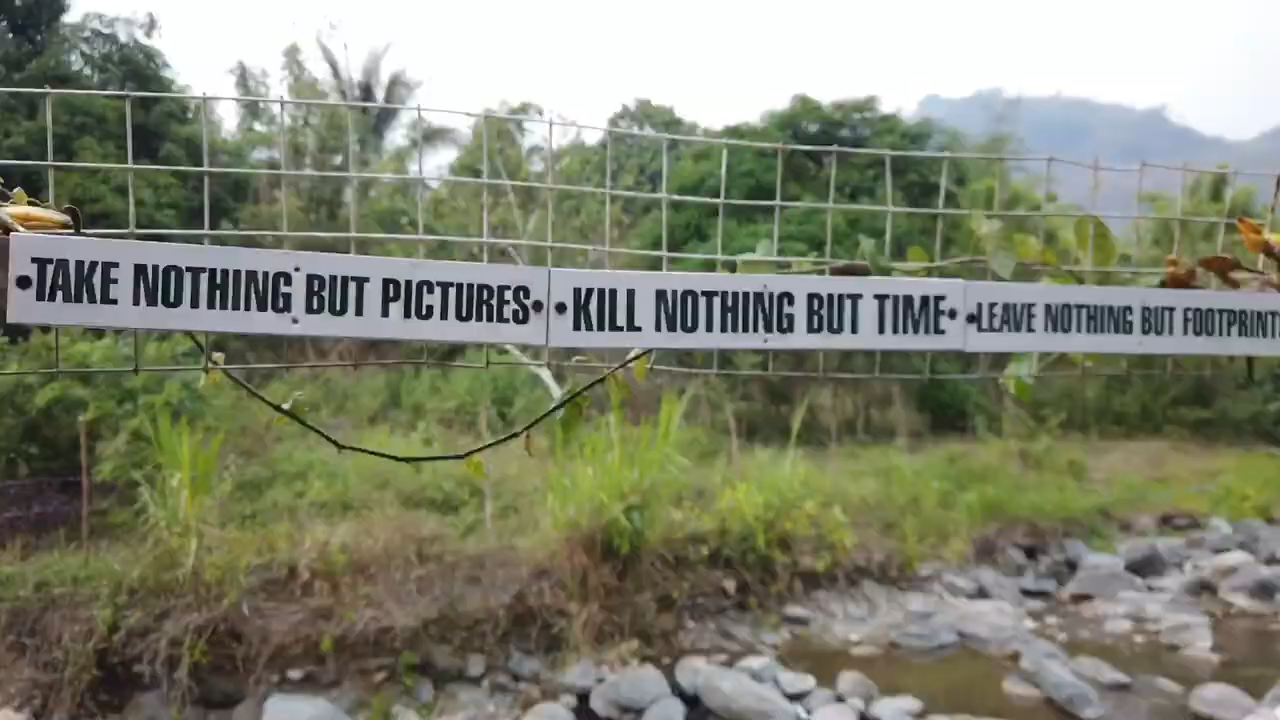 TAKE NOTHING BUT PICTURES
KILL NOTHING BUT TIME
LEAVE NOTHING BUT FOOTPRINT